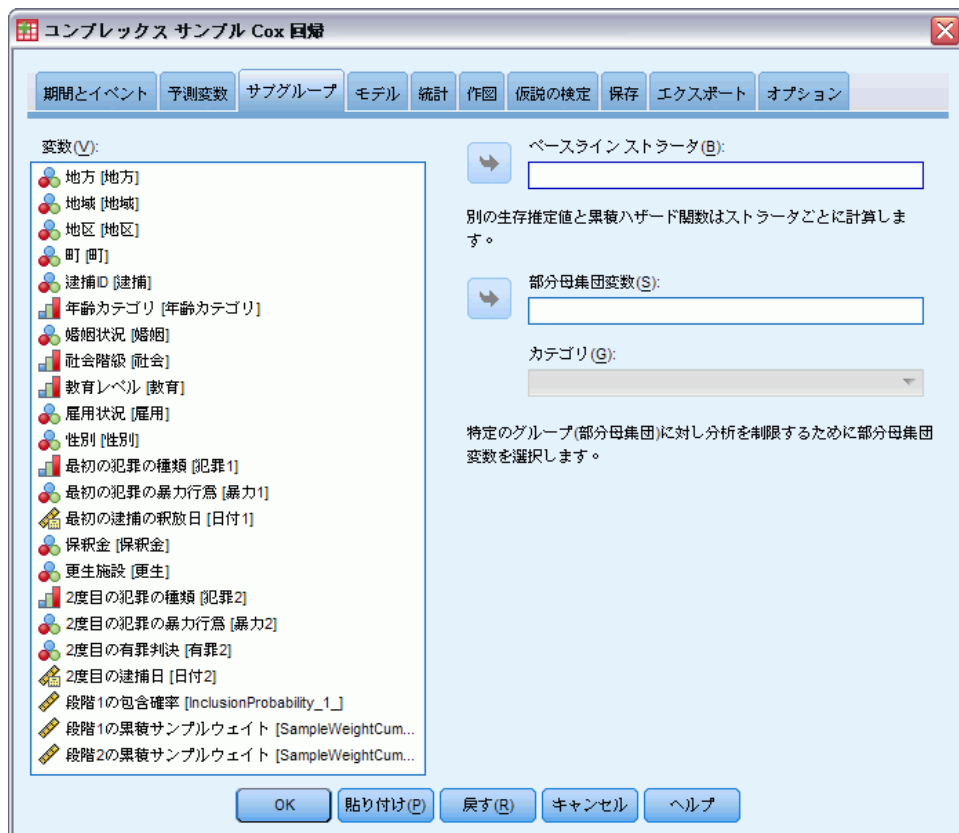 コンプレックス サンプル Cox 回帰
期間とイベント 予測変数 サブグループ モデル 統計 作図 仮説の検定 保存 エクスポート オプション
変数(V):
地方 [地方]
地域 [地域]
地区 [地区]
町 [町]
逮捕ID [逮捕]
年齢カテゴリ [年齢カテゴリ]
婚姻状況 [婚姻]
社会階級 [社会]
教育レベル [教育]
雇用状況 [雇用]
性別 [性別]
最初の犯罪の種類 [犯罪1]
最初の犯罪の暴力行為 [暴力1]
最初の逮捕の釈放日 [日付1]
保釈金 [保釈金]
更生施設 [更生]
2度目の犯罪の種類 [犯罪2]
2度目の犯罪の暴力行為 [暴力2]
2度目の有罪判決 [有罪2]
2度目の逮捕日 [日付2]
段階1の包含確率 [InclusionProbability_1_]
段階1の累積サンプルウェイト [SampleWeightCum...
段階2の累積サンプルウェイト [SampleWeightCum...
ベースライン ストラータ(B):
別の生存推定値と累積ハザード関数はストラータごとに計算しま
す。
部分母集団変数(S):
カテゴリ(G):
特定のグループ(部分母集団)に対し分析を制限するために部分母集団
変数を選択します。
OK 貼り付け(P) 戻す(R) キャンセル ヘルプ